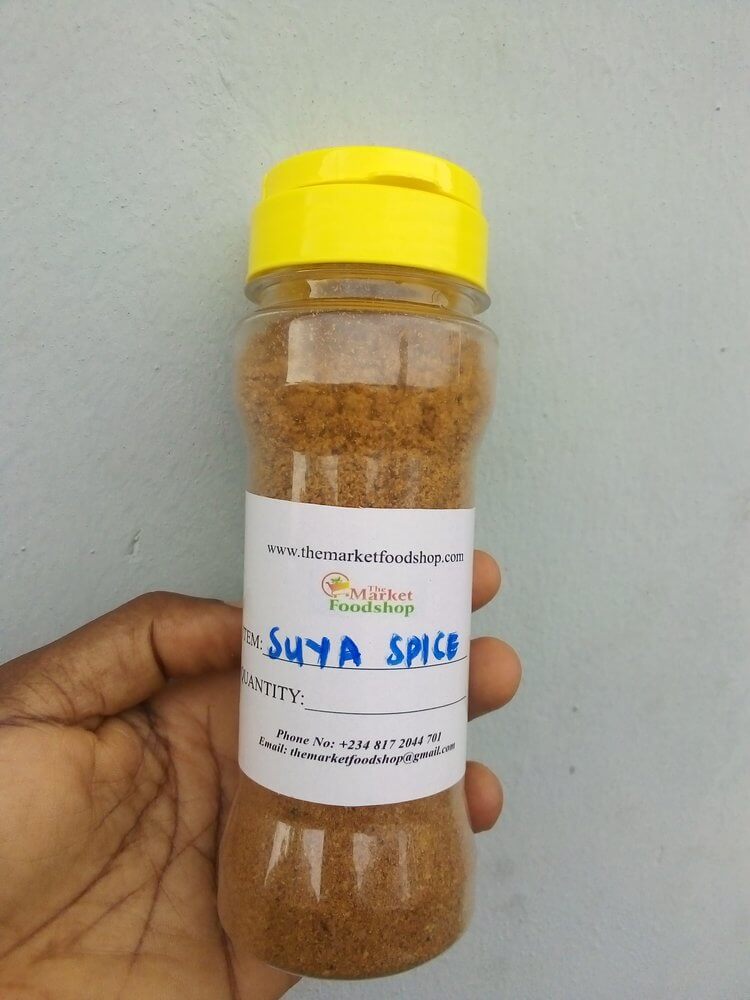 www.themarketfoodshop.com
The
Market
Foodshop
TEM: SUYA SPICE
QUANTITY:
Phone No: +234 817 2044 701
Email: themarketfoodshop@gmail.com